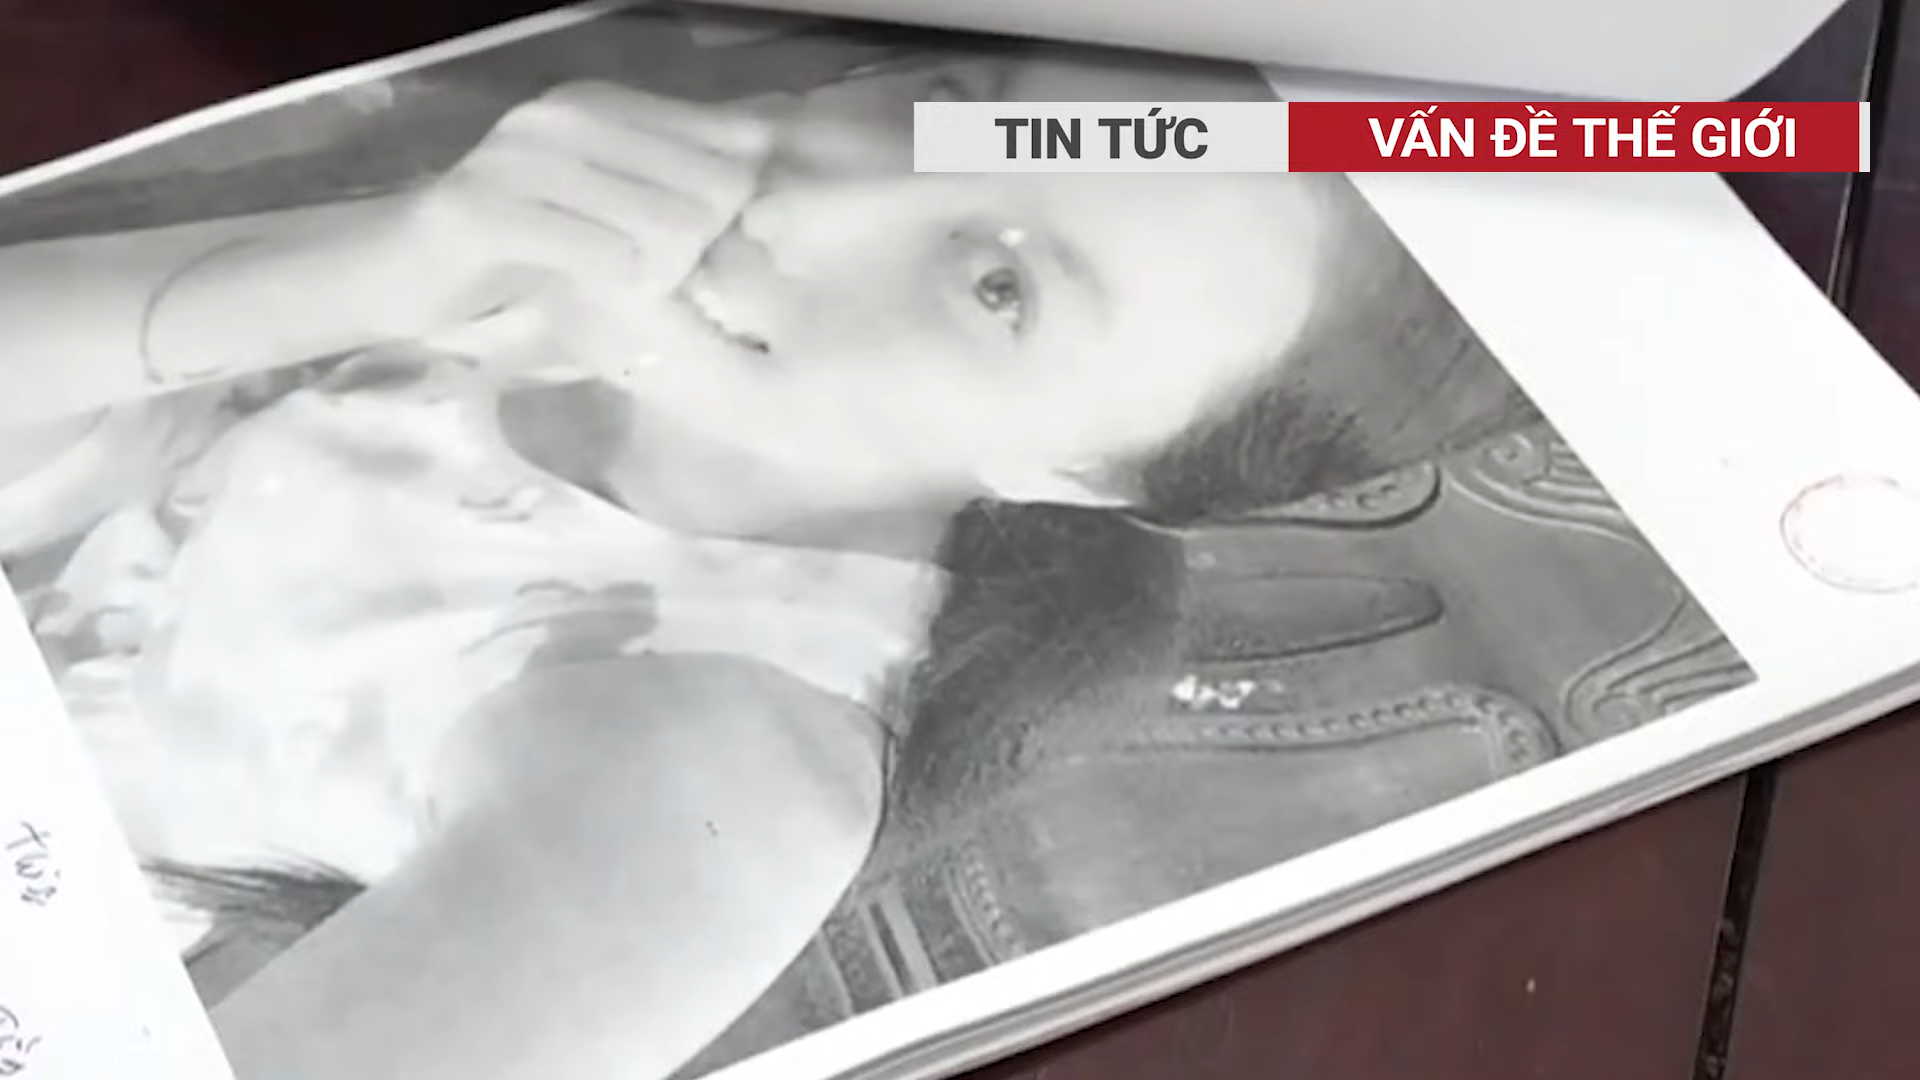 TIN TỨC VẤN ĐỀ THẾ GIỚI